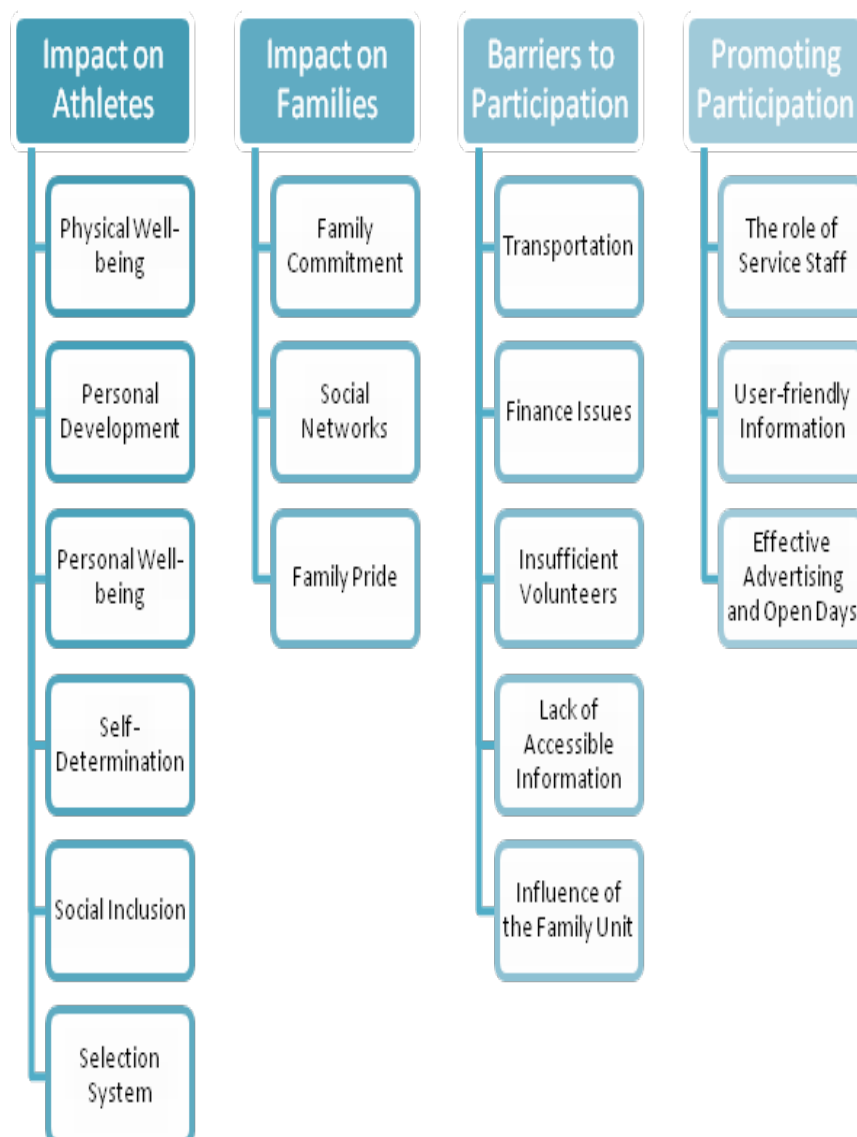 Impact on
Athletes
Physical Well-
being
Personal
Development
Personal Well-
being
Self-
Determination
Social Inclusion
Selection
System
Impact on
Families
Family
Commitment
Social
Networks
Family Pride
Barriers to
Participation
Transportation
Finance Issues
Insufficient
Volunteers
Lack of
Accessible
Information
Influence of
the Family Unit
Promoting
Participation
The role of
Service Staff
User-friendly
Information
Effective
Advertising
and Open Days